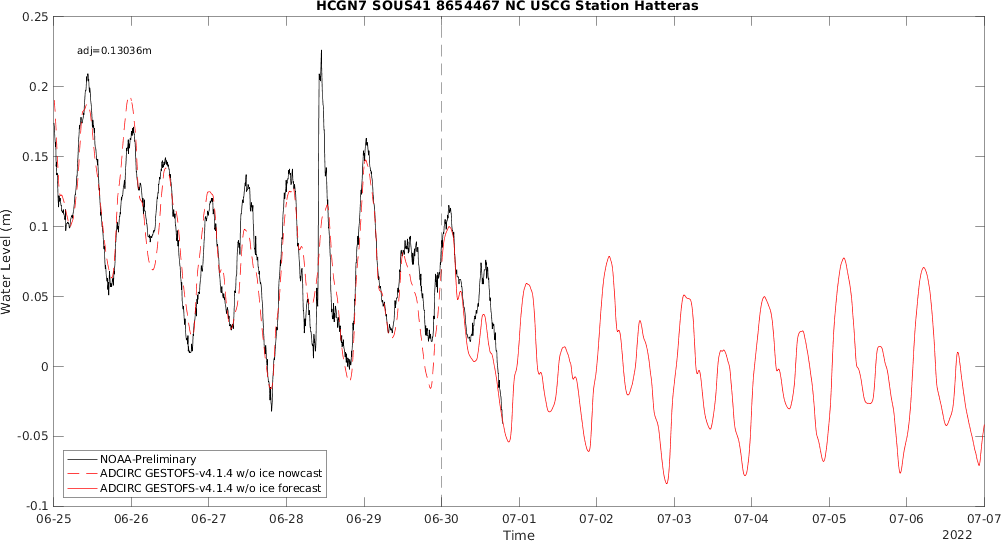 HCGN7 SOUS41 8654467 NC USCG Station Hatteras
adj=0.13036m
0.25
0.2
0.15
0.1
0.05
0
-0.05
-0.1
Water Level (m)
NOAA-Preliminary
ADCIRC GESTOFS-v4.1.4 w/o ice nowcast
ADCIRC GESTOFS-v4.1.4 w/o ice forecast
06-25 06-26 06-27 06-28 06-29 06-30 07-01 07-02 07-03 07-04 07-05 07-06 07-07
Time
2022